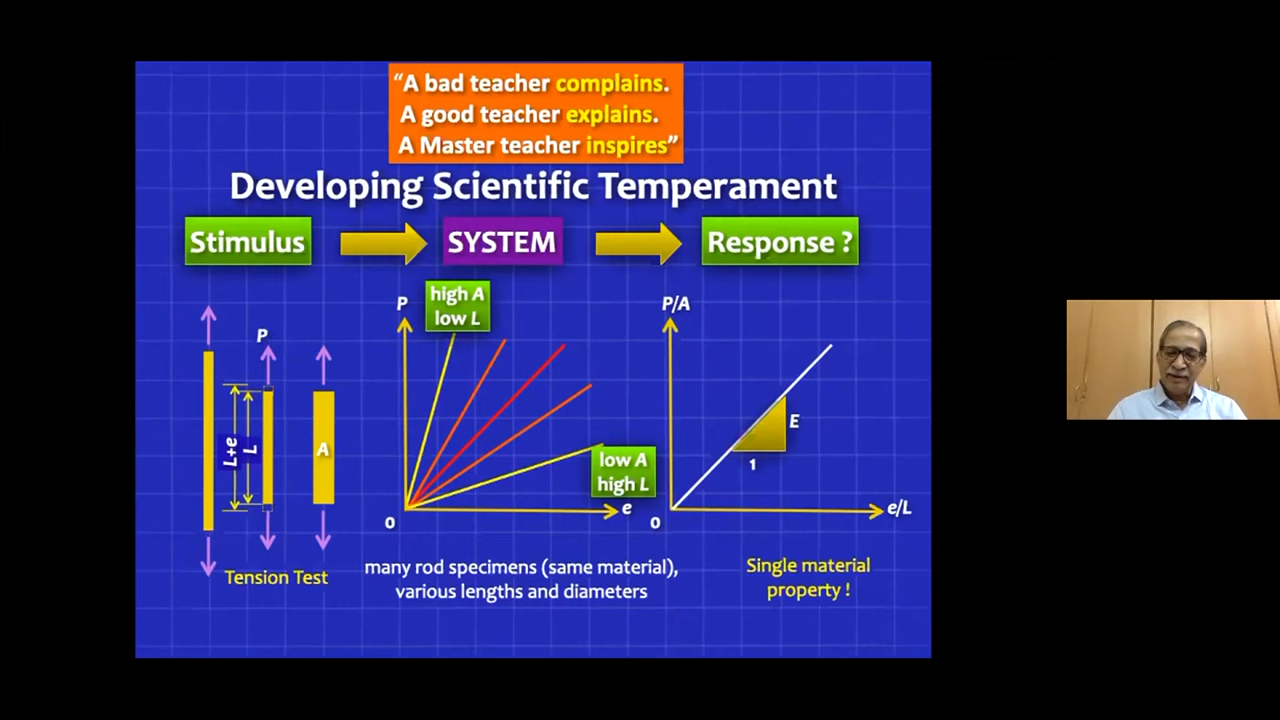 “A bad teacher complains.
A good teacher explains.
A Master teacher inspires”
Developing Scientific Temperament
Stimulus
SYSTEM
Response ?
P
L+e
L
A
Tension Test
P
high A
low L
low A
high L
e
0
many rod specimens (same material),
various lengths and diameters
P/A
E
1
e/L
0
Single material
property !